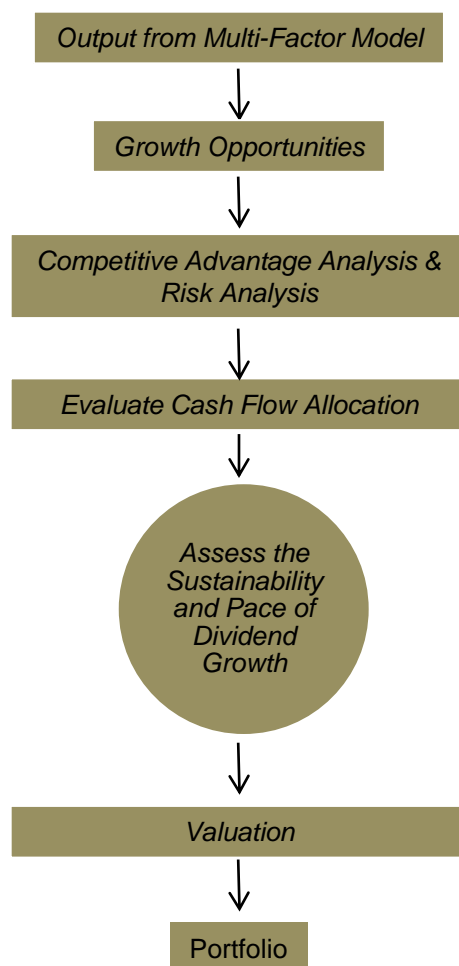 Output from Multi-Factor Model
Growth Opportunities
Competitive Advantage Analysis &
Risk Analysis
Evaluate Cash Flow Allocation
Assess the
Sustainability
and Pace of
Dividend
Growth
Valuation
Portfolio